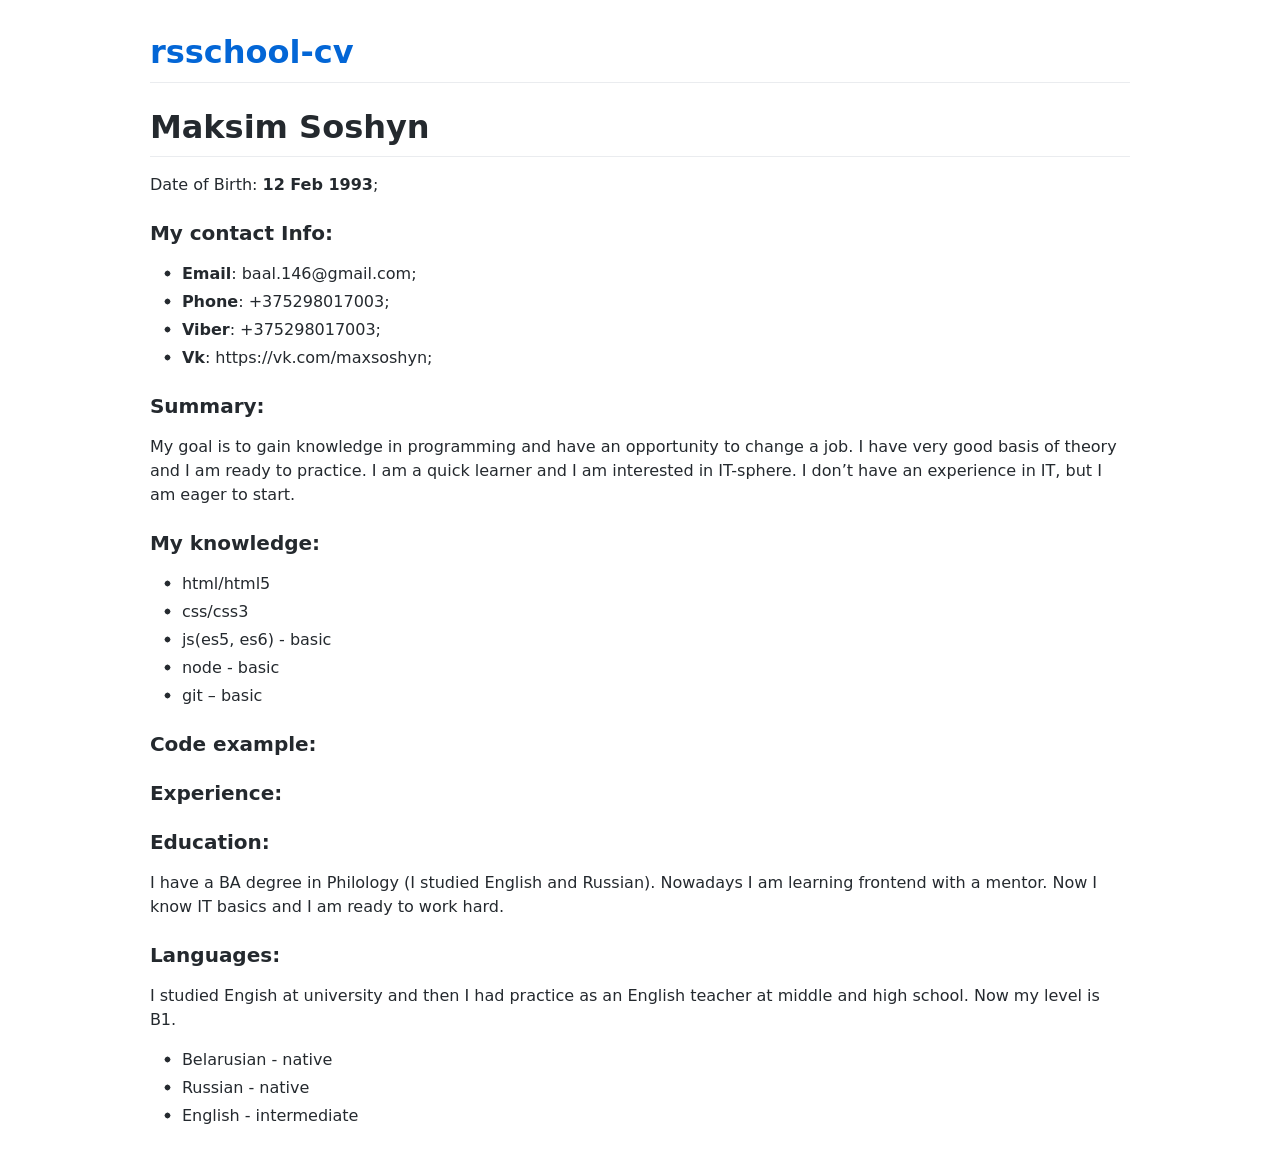 rsschool-cv
Maksim Soshyn
Date of Birth: 12 Feb 1993;
My contact Info:
Email: baal.146@gmail.com;
Phone: +375298017003;
Viber: +375298017003;
Vk: https://vk.com/maxsoshyn;
Summary:
My goal is to gain knowledge in programming and have an opportunity to change a job. I have very good basis of theory
and I am ready to practice. I am a quick learner and I am interested in IT-sphere. I don’t have an experience in IT, but I
am eager to start.
My knowledge:
html/html5
css/css3
js(es5, es6) - basic
node - basic
git – basic
Code example:
Experience:
Education:
I have a BA degree in Philology (I studied English and Russian). Nowadays I am learning frontend with a mentor. Now I
know IT basics and I am ready to work hard.
Languages:
I studied Engish at university and then I had practice as an English teacher at middle and high school. Now my level is
B1.
Belarusian - native
Russian - native
English - intermediate